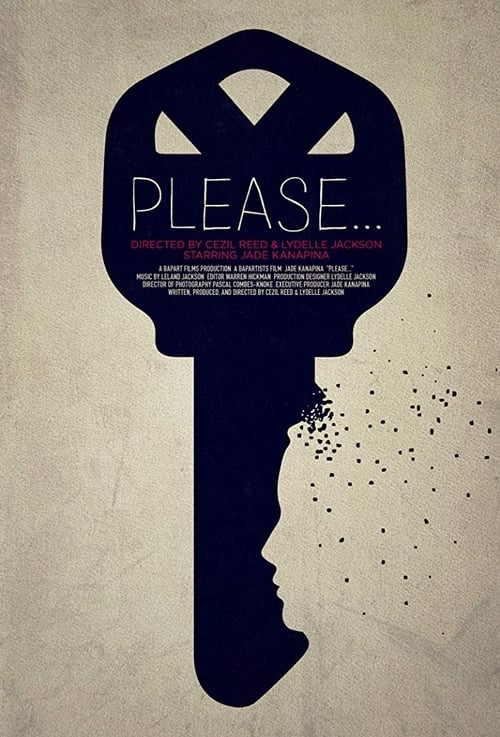 PLEASE...
DIRECTED BY CEZIL REED & LYDELLE JACKSON
STARRING JADE KANAPINA
A BAPART FILMS PRODUCTION A BAPARTISTS FILM JADE KANAPINA "PLEASE..."
MUSIC BY LELAND JACKSON EDITOR WARREN HICKMAN PRODUCTION DESIGNER LYDELLE JACKSON
DIRECTOR OF PHOTOGRAPHY PASCAL COMBES-KNOKE EXECUTIVE PRODUCER JADE KANAPINA
WRITTEN, PRODUCED, AND DIRECTED BY CEZIL REED & LYDELLE JACKSON